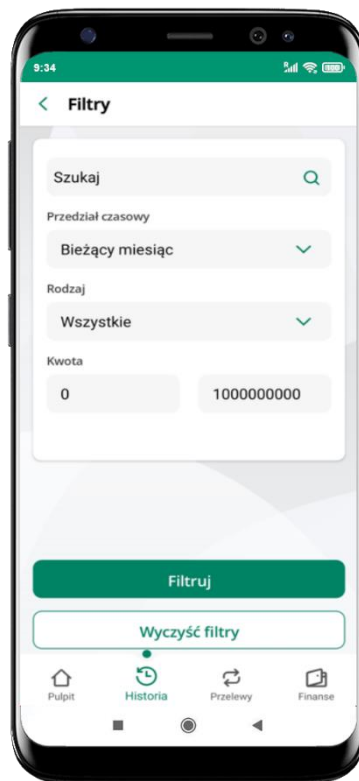 9:34
Filtry
Szukaj
Przedział czasowy
Bieżący miesiąc
Rodzaj
Wszystkie
Kwota
0 1000000000
Filtruj
Wyczyść filtry
Pulpit Historia Przelewy Finanse